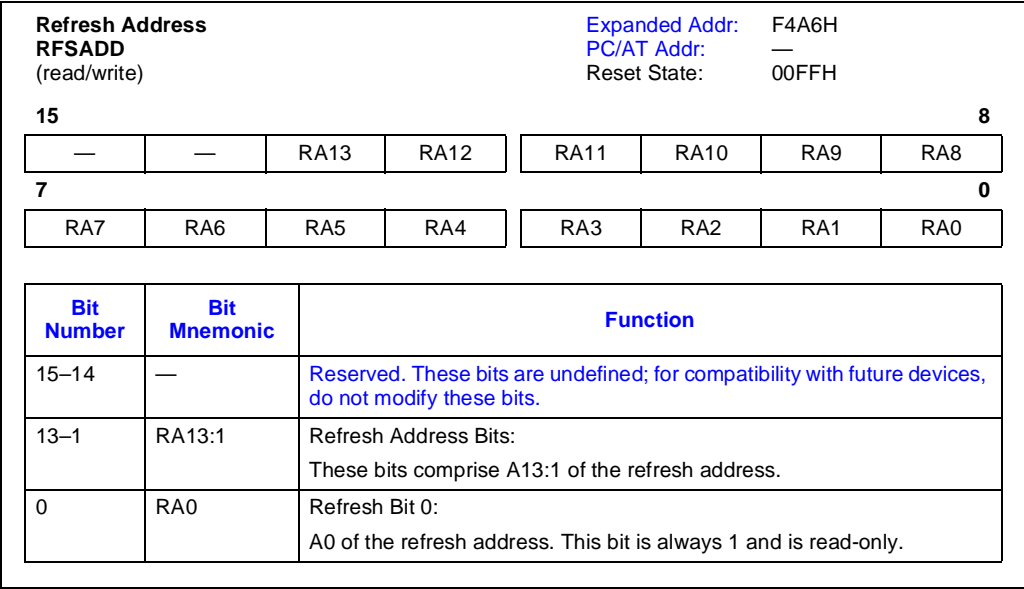 Refresh Address Expanded Addr: F4A6H
RFSADD PC/AT Addr: —
(read/write) Reset State: 00FFH
15 8
— — RA13 RA12 RA11 RA10 RA9 RA8
7 0
RA7 RA6 RA5 RA4 RA3 RA2 RA1 RA0
Bit Number Bit Mnemonic Function
15–14 — Reserved. These bits are undefined; for compatibility with future devices,
do not modify these bits.
13–1 RA13:1 Refresh Address Bits:
These bits comprise A13:1 of the refresh address.
0 RA0 Refresh Bit 0:
A0 of the refresh address. This bit is always 1 and is read-only.